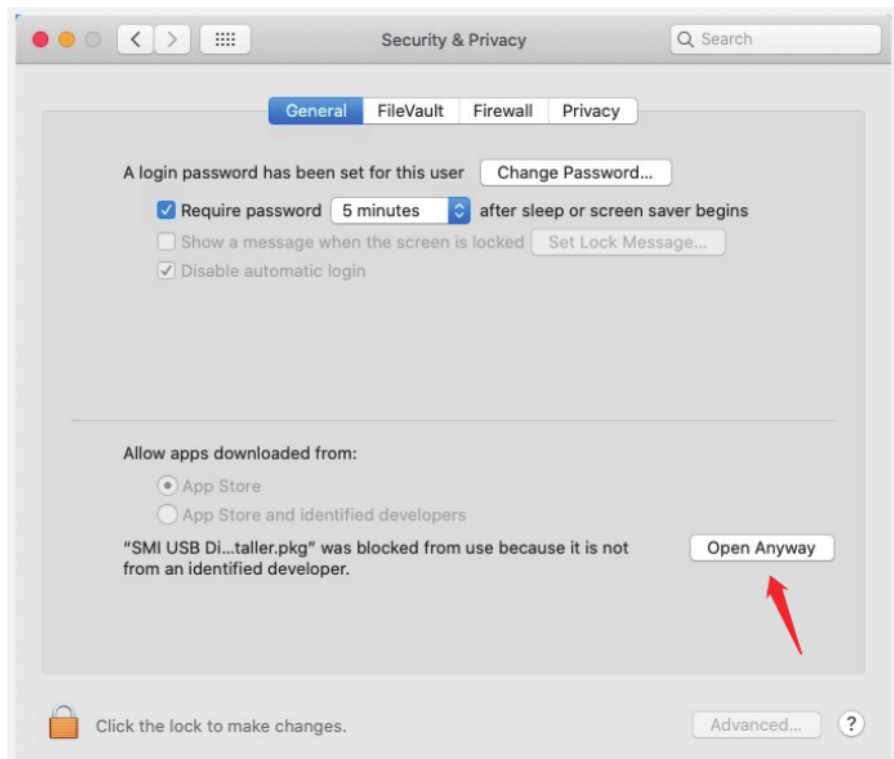 Security & Privacy
Search
General FileVault Firewall Privacy
A login password has been set for this user Change Password...
Require password 5 minutes after sleep or screen saver begins
Show a message when the screen is locked Set Lock Message...
Disable automatic login
Allow apps downloaded from:
App Store
App Store and identified developers
“SMI USB Di...taller.pkg” was blocked from use because it is not
from an identified developer.
Open Anyway
Click the lock to make changes.
Advanced...
?